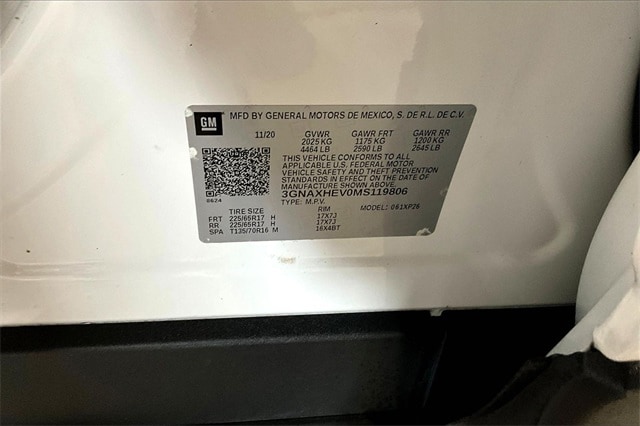 GM MFD BY GENERAL MOTORS DE MEXICO, S. DE R.L. DE C.V.
11/20 GVWR GAWR FRT GAWR RR
2025 KG 1175 KG 1200 KG
4464 LB 2590 LB 2645 LB
THIS VEHICLE CONFORMS TO ALL
APPLICABLE U.S. FEDERAL MOTOR
VEHICLE SAFETY AND THEFT PREVENTION
STANDARDS IN EFFECT ON THE DATE OF
MANUFACTURE SHOWN ABOVE.
0624 3GNAXHEV0MS119806
TYPE: M.P.V. MODEL: 061XP26
TIRE SIZE RIM
FRT 225/65R17 H 17X7J
RR 225/65R17 H 17X7J
SPA T135/70R16 M 16X4BT